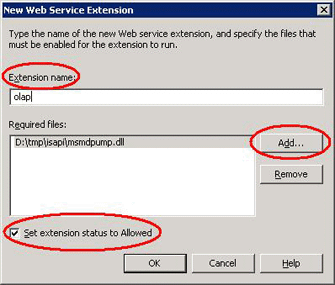 New Web Service Extension
Type the name of the new Web service extension, and specify the files that
must be enabled for the extension to run.
Extension name:
olap
Required files:
D:\tmp\isapi\msmdpump.dll
Add...
Remove
Set extension status to Allowed
OK
Cancel
Help